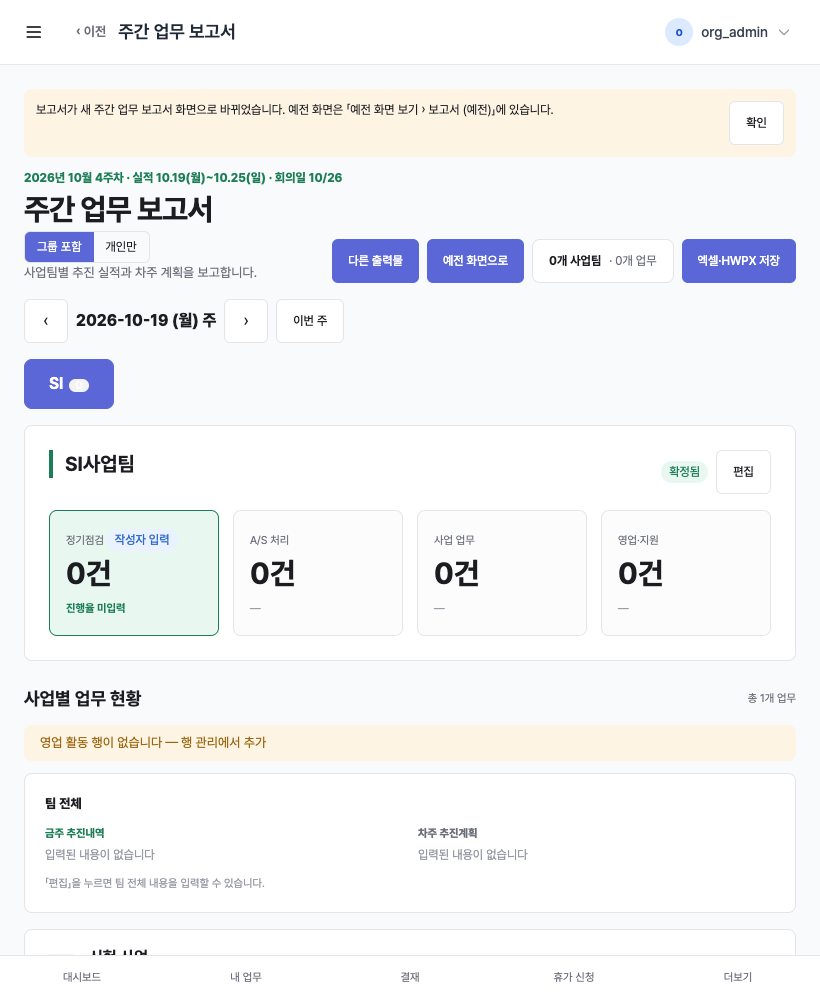 ‹ 이전 주간 업무 보고서
o org_admin
보고서가 새 주간 업무 보고서 화면으로 바뀌었습니다. 예전 화면은 「예전 화면 보기 › 보고서 (예전)」에 있습니다.
확인
2026년 10월 4주차 · 실적 10.19(월)~10.25(일) · 회의일 10/26
주간 업무 보고서
그룹 포함 개인만
사업팀별 추진 실적과 차주 계획을 보고합니다.
다른 출력물 예전 화면으로 0개 사업팀 · 0개 업무 엑셀·HWPX 저장
‹ 2026-10-19 (월) 주 › 이번 주
SI
SI사업팀
확정됨 편집
정기점검 작성자 입력
0건
진행율 미입력
A/S 처리
0건
—
사업 업무
0건
—
영업·지원
0건
—
사업별 업무 현황
총 1개 업무
영업 활동 행이 없습니다 — 행 관리에서 추가
팀 전체
금주 추진내역
입력된 내용이 없습니다
차주 추진계획
입력된 내용이 없습니다
「편집」을 누르면 팀 전체 내용을 입력할 수 있습니다.
대시보드 내 업무 결재 휴가 신청 더보기